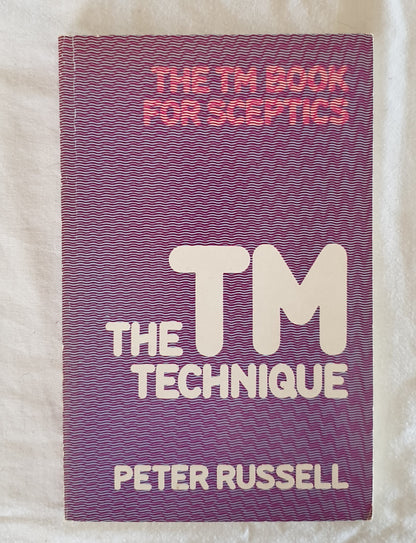 THE TM BOOK
FOR SCEPTICS
THE TM
TECHNIQUE
PETER RUSSELL